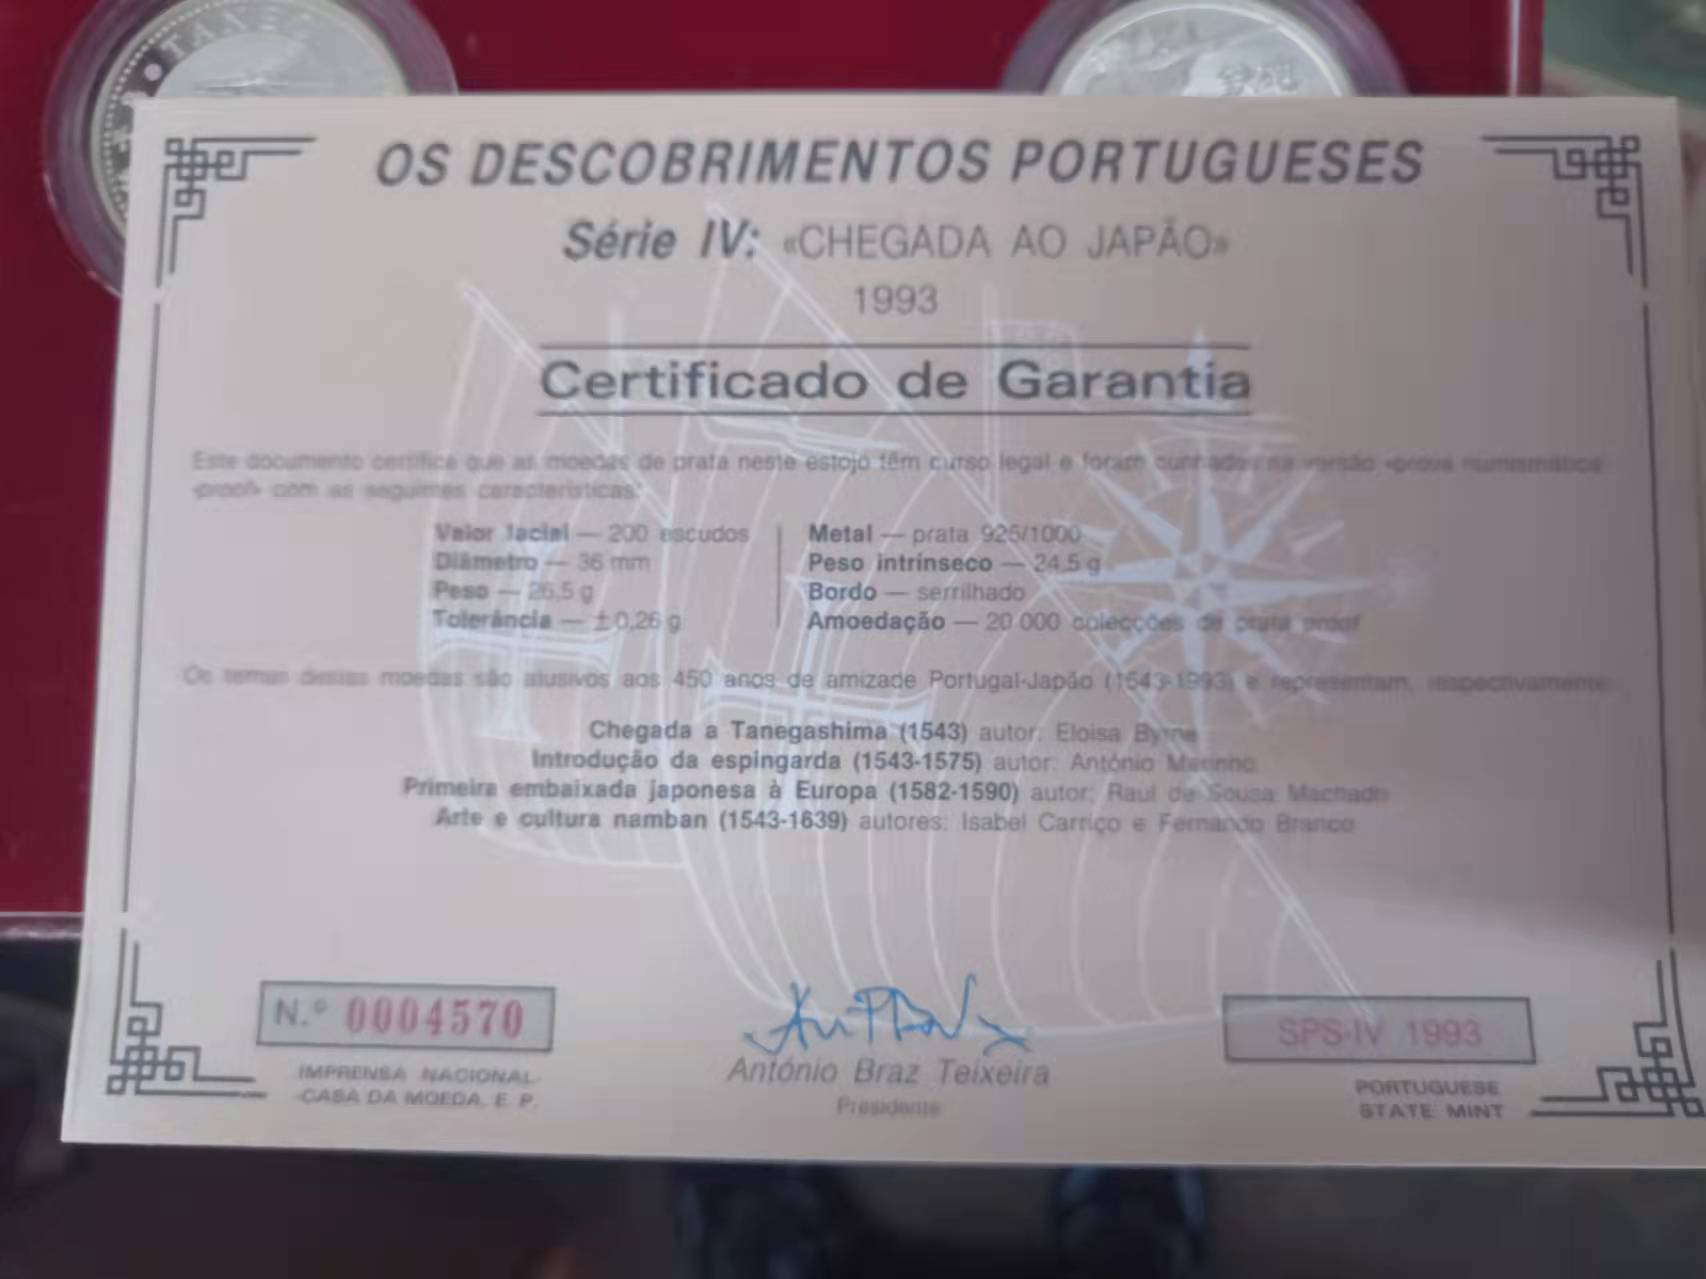 TANEG
OS DESCOBRIMENTOS PORTUGUESES
Série IV: «CHEGADA AO JAPÃO»
1993
Certificado de Garantia
Este documento certifica que as moedas de prata neste estojo têm curso legal e foram cunhadas na versão «prova numismática
«proof» com as seguintes características:
Valor facial — 200 escudos
Diâmetro — 36 mm
Peso — 26,5 g
Tolerância — ± 0,26 g
Metal — prata 925/1000
Peso intrínseco — 24,5 g
Bordo — serrilhado
Amoedação — 20 000 colecções de prata proof
Os temas destas moedas são alusivos aos 450 anos de amizade Portugal-Japão (1543-1993) e representam, respectivamente:
Chegada a Tanegashima (1543) autor: Eloisa Byrne
Introdução da espingarda (1543-1575) autor: António Marinho
Primeira embaixada japonesa à Europa (1582-1590) autor: Raul de Sousa Machado
Arte e cultura namban (1543-1639) autores: Isabel Carriço e Fernando Branco
N.º 0004570
IMPRENSA NACIONAL-
-CASA DA MOEDA, E. P.
António Braz Teixeira
Presidente
SPS-IV 1993
PORTUGUESE
STATE MINT